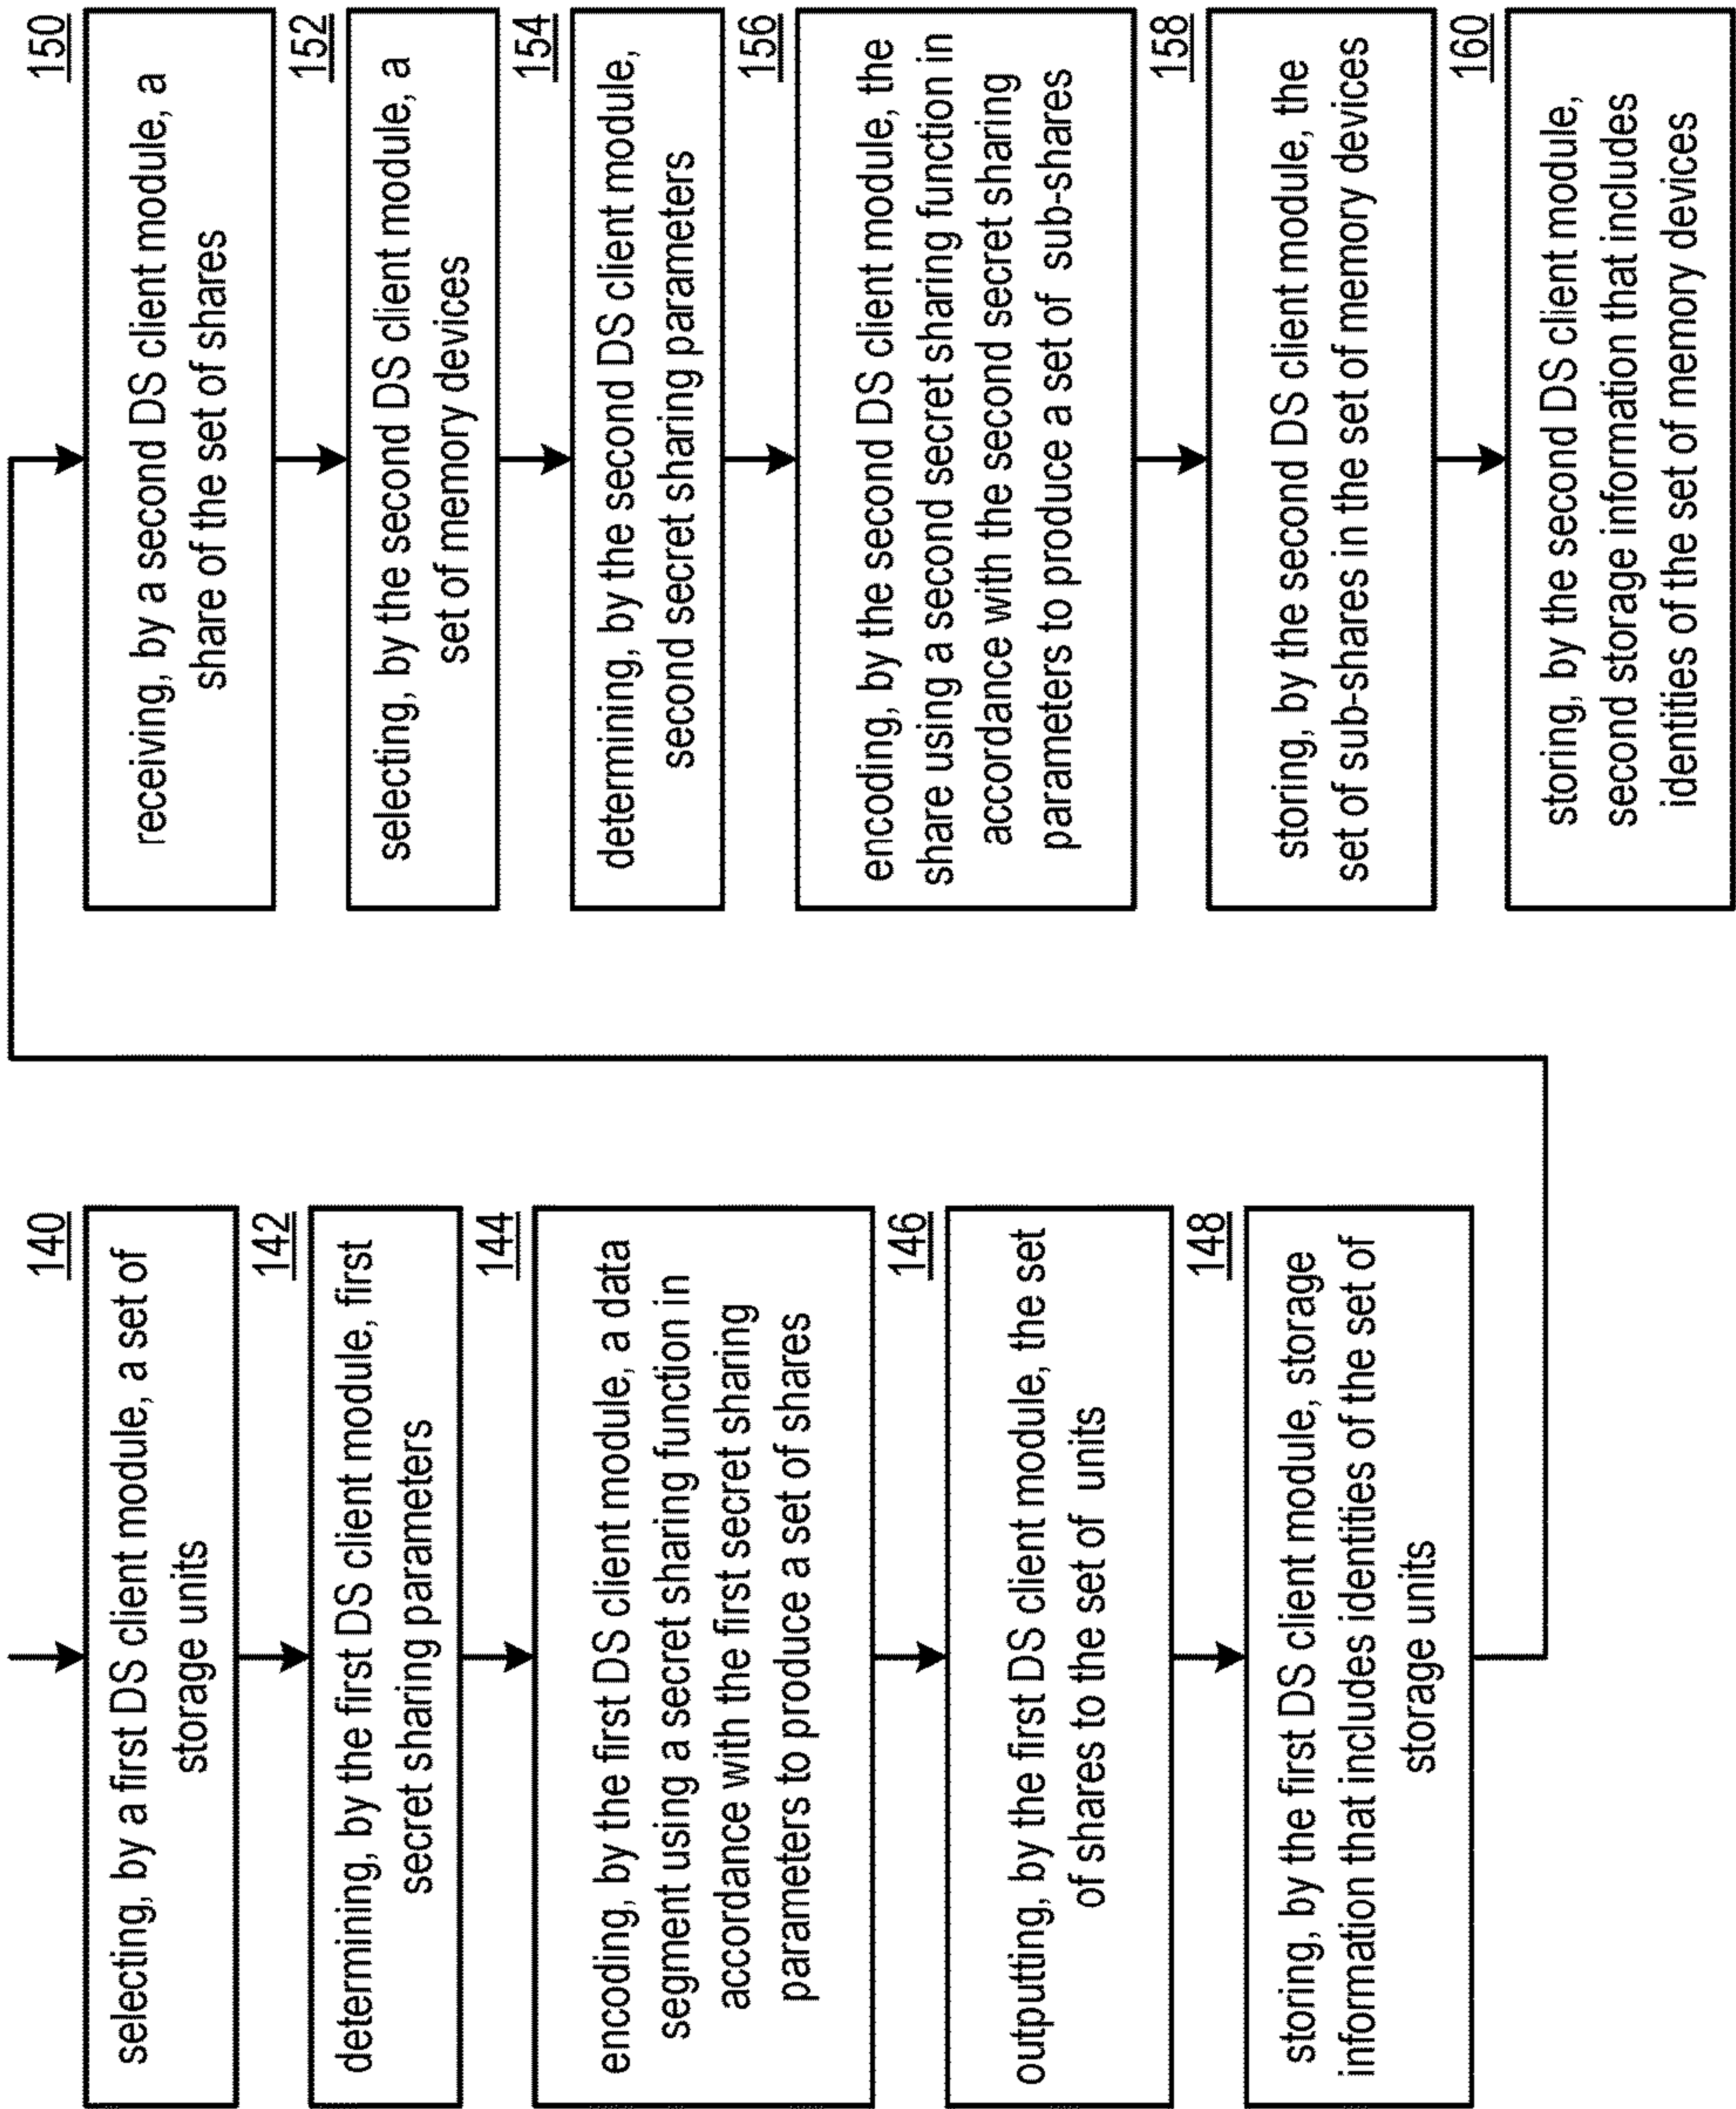 140
selecting, by a first DS client module, a set of
storage units
142
determining, by the first DS client module, first
secret sharing parameters
144
encoding, by the first DS client module, a data
segment using a secret sharing function in
accordance with the first secret sharing
parameters to produce a set of shares
146
outputting, by the first DS client module, the set
of shares to the set of units
148
storing, by the first DS client module, storage
information that includes identities of the set of
storage units
150
receiving, by a second DS client module, a
share of the set of shares
152
selecting, by the second DS client module, a
set of memory devices
154
determining, by the second DS client module,
second secret sharing parameters
156
encoding, by the second DS client module, the
share using a second secret sharing function in
accordance with the second secret sharing
parameters to produce a set of sub-shares
158
storing, by the second DS client module, the
set of sub-shares in the set of memory devices
160
storing, by the second DS client module,
second storage information that includes
identities of the set of memory devices